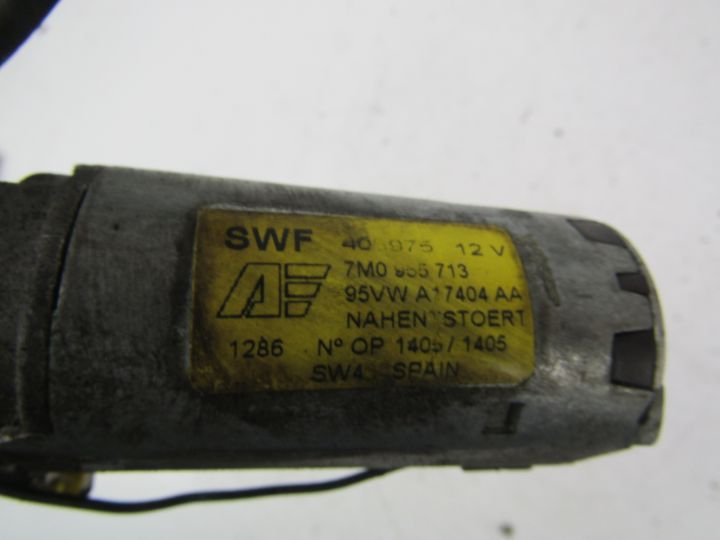 SWF 12 V
7M0 955 713
95VW A17404 AA
NAHEN STOERT
1286 Nº OP 1405 / 1405
SW4 SPAIN